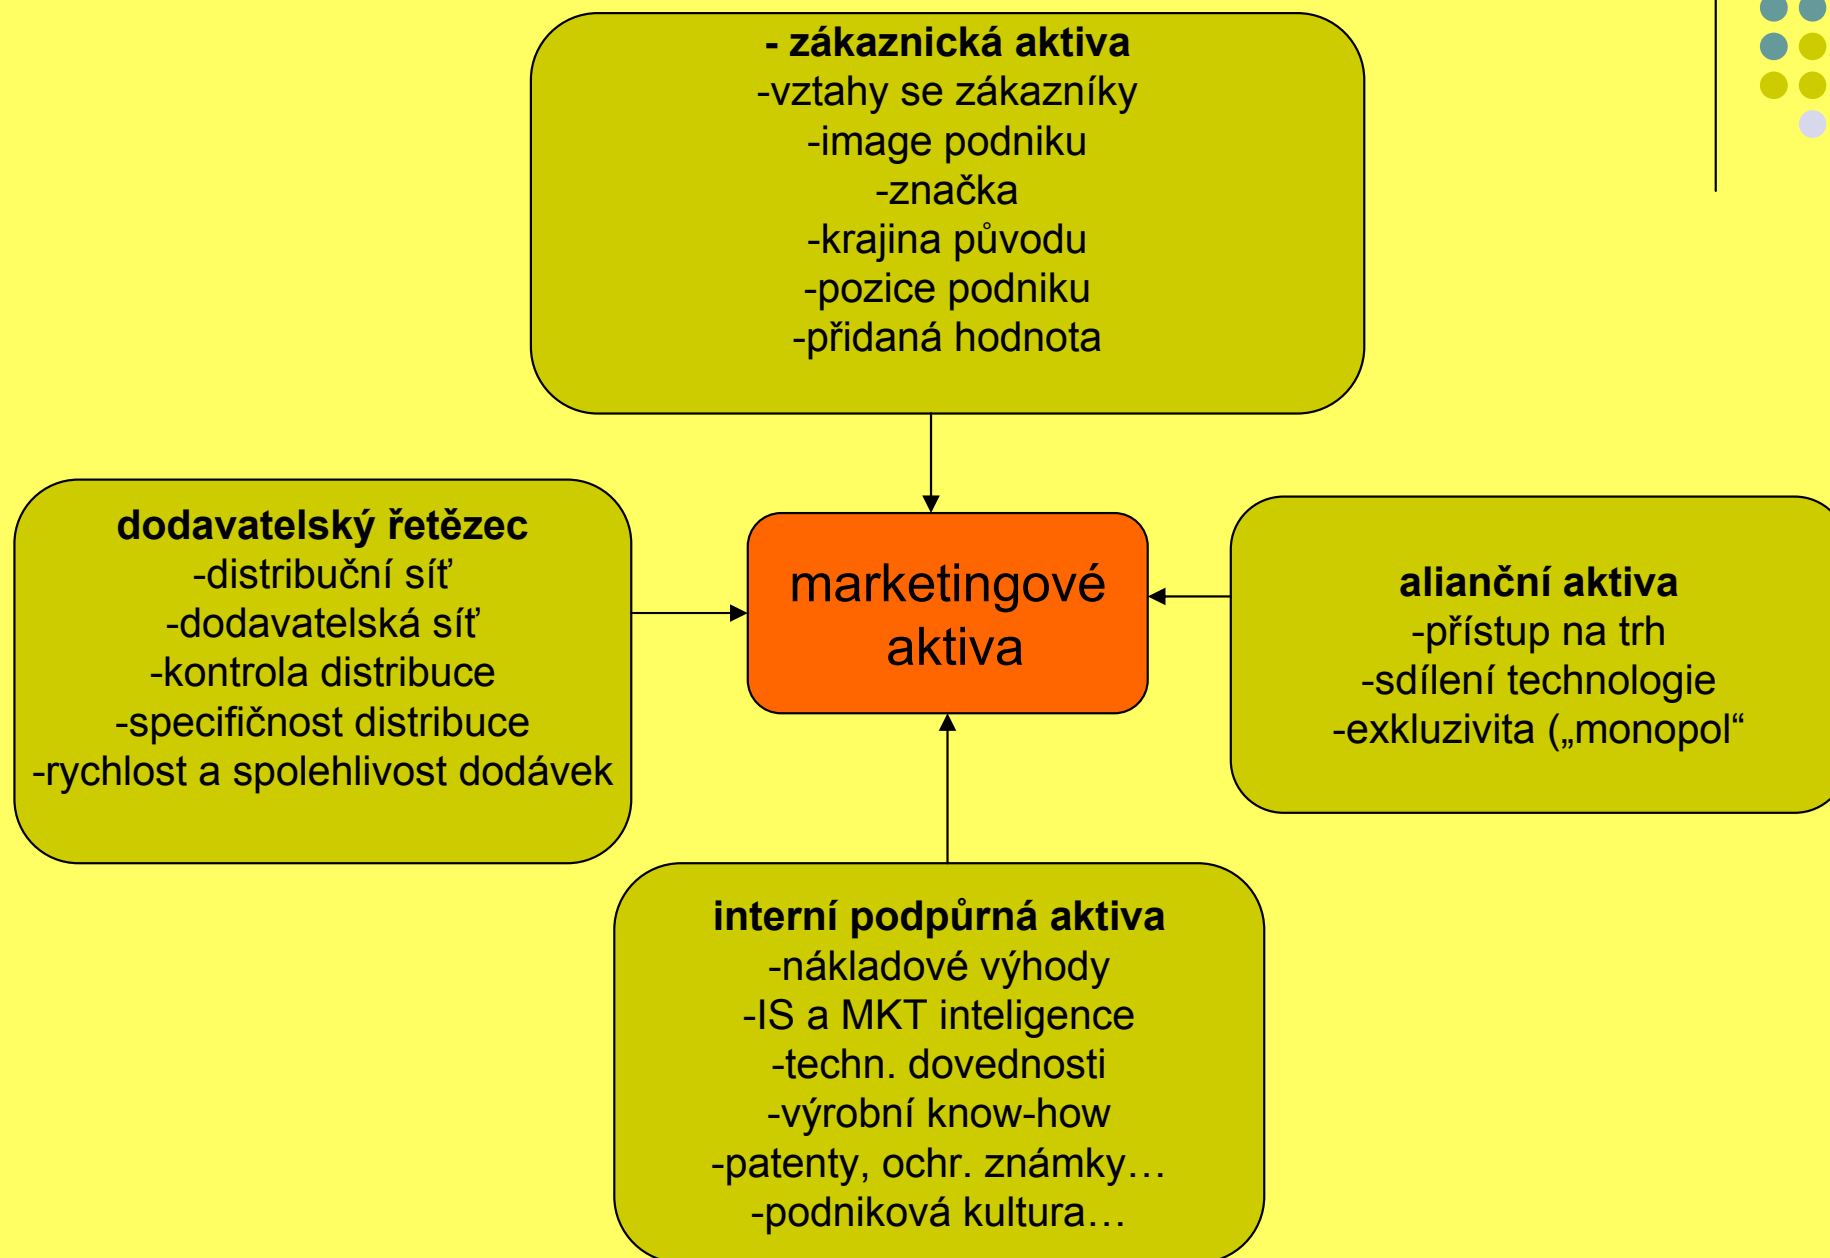 - zákaznická aktiva
-vztahy se zákazníky
-image podniku
-značka
-krajina původu
-pozice podniku
-přidaná hodnota
dodavatelský řetězec
-distribuční síť
-dodavatelská síť
-kontrola distribuce
-specifičnost distribuce
-rychlost a spolehlivost dodávek
marketingové
aktiva
alianční aktiva
-přístup na trh
-sdílení technologie
-exkluzivita („monopol“
interní podpůrná aktiva
-nákladové výhody
-IS a MKT inteligence
-techn. dovednosti
-výrobní know-how
-patenty, ochr. známky…
-podniková kultura…